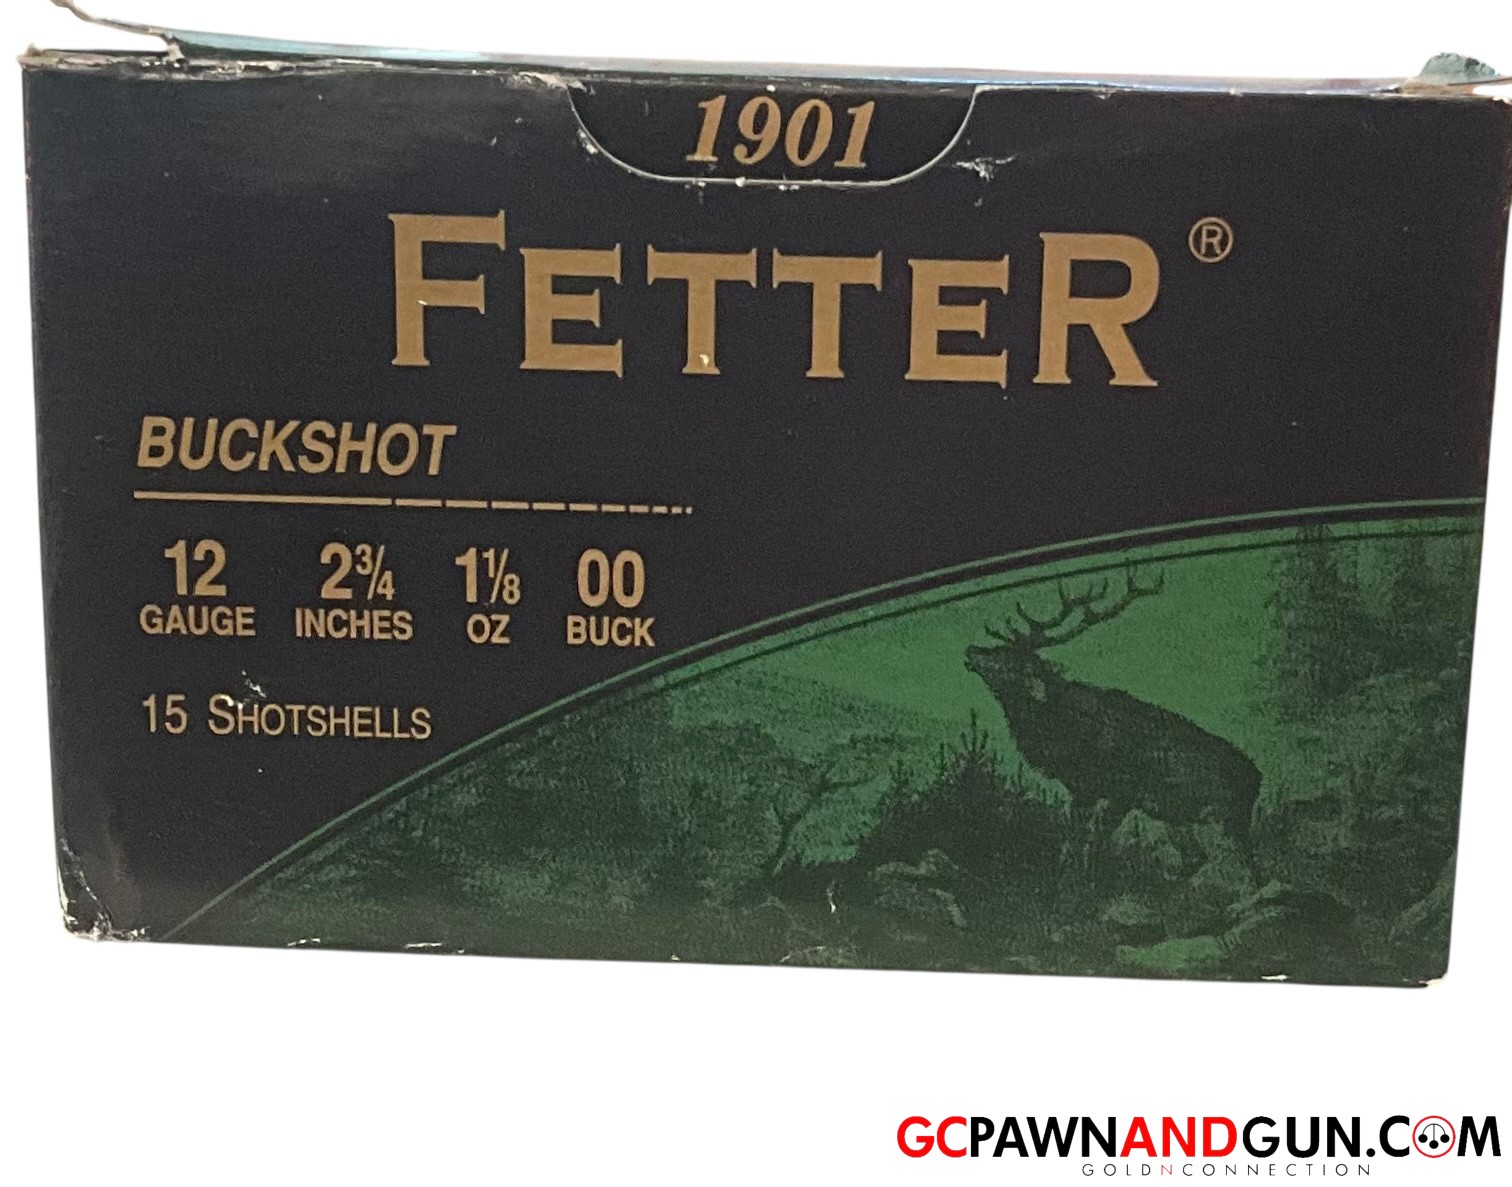 1901
FETTER®
BUCKSHOT
12 2¾ 1⅛ 00
GAUGE INCHES OZ BUCK
15 SHOTSHELLS
GCPAWNANDGUN.COM
GOLDNCONNECTION